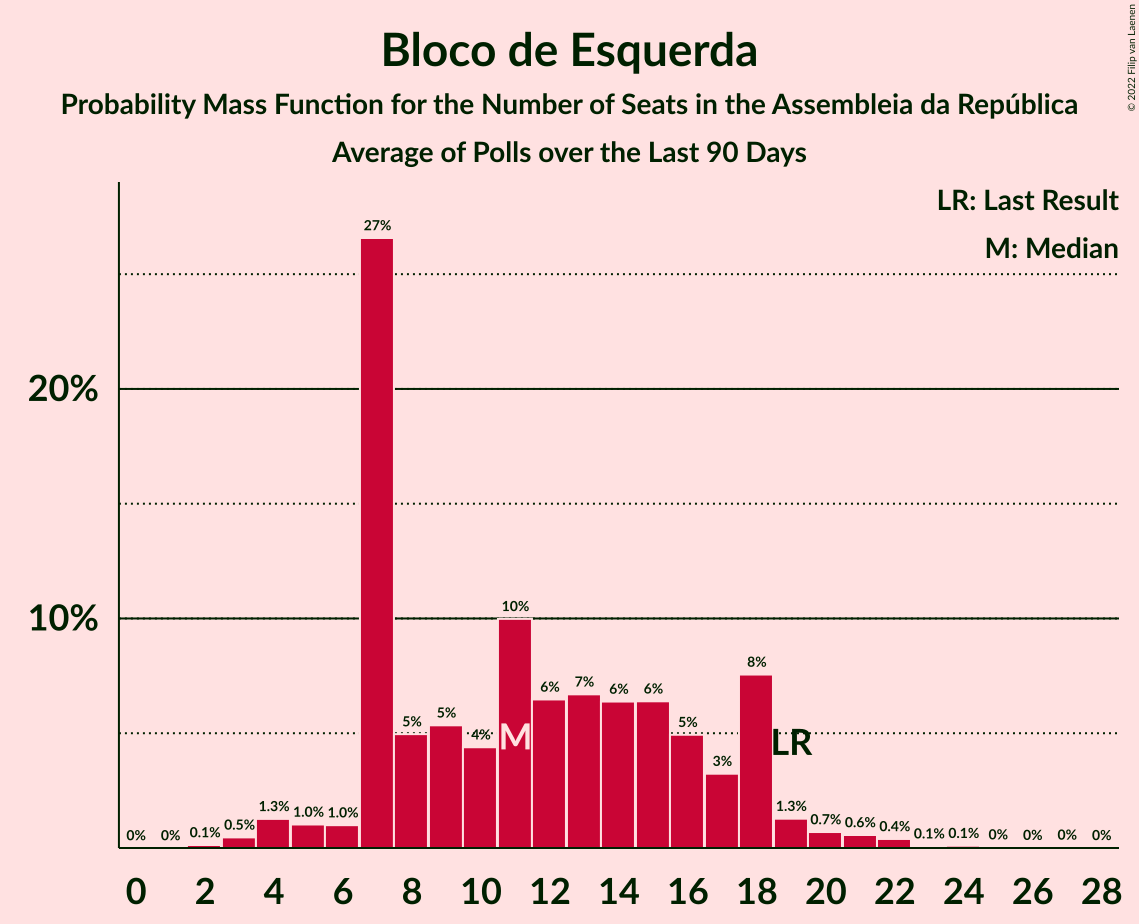 Bloco de Esquerda
Probability Mass Function for the Number of Seats in the Assembleia da República
Average of Polls over the Last 90 Days
© 2022 Filip van Laenen
LR: Last Result
M: Median
20%
10%
0% 0% 0.1% 0.5% 1.3% 1.0% 1.0% 27% 5% 5% 4% 10% 6% 7% 6% 6% 5% 3% 8% 1.3% 0.7% 0.6% 0.4% 0.1% 0.1% 0% 0% 0% 0%
M
LR
0 2 4 6 8 10 12 14 16 18 20 22 24 26 28